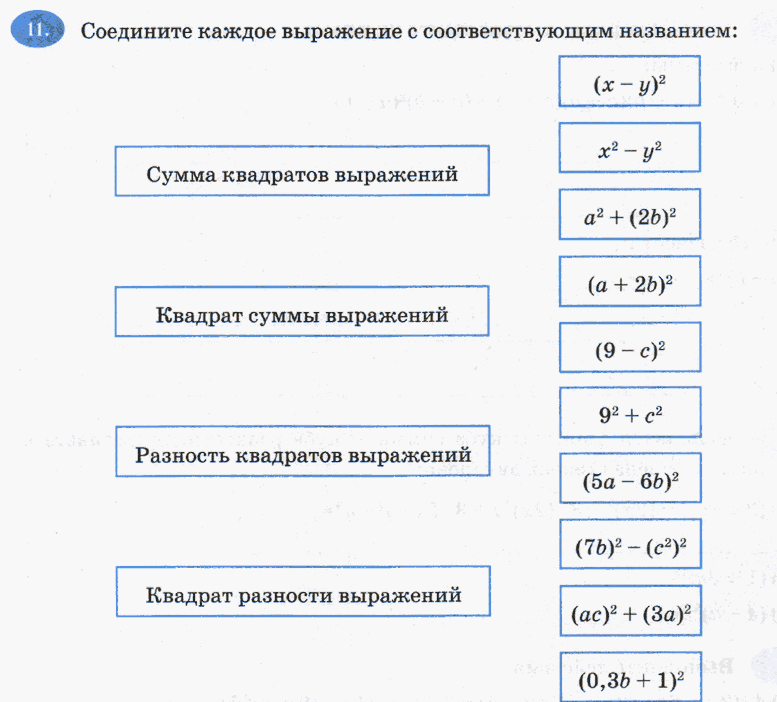 11. Соедините каждое выражение с соответствующим названием:
(x − y)²
x² − y²
Сумма квадратов выражений
a² + (2b)²
(a + 2b)²
Квадрат суммы выражений
(9 − c)²
9² + c²
Разность квадратов выражений
(5a − 6b)²
(7b)² − (c²)²
Квадрат разности выражений
(ac)² + (3a)²
(0,3b + 1)²